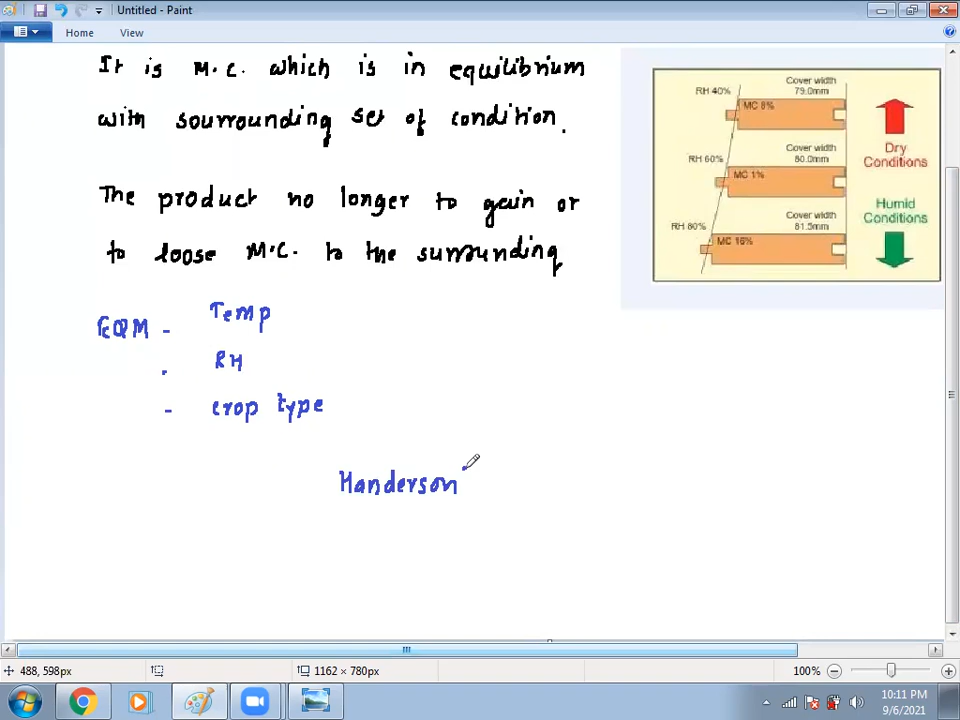 Untitled - Paint
Home
View
It is M.C. which is in equilibrium
with sourrounding set of condition.
The product no longer to gain or
to loose M.C. to the surrounding
EQM - Temp
. RH
- crop type
Handerson
RH 40%
Cover width
79.0mm
MC 8%
Dry
Conditions
RH 60%
Cover width
80.0mm
MC 1%
Humid
Conditions
RH 80%
Cover width
81.5mm
MC 16%
488, 598px
1162 × 780px
100%
10:11 PM
9/6/2021